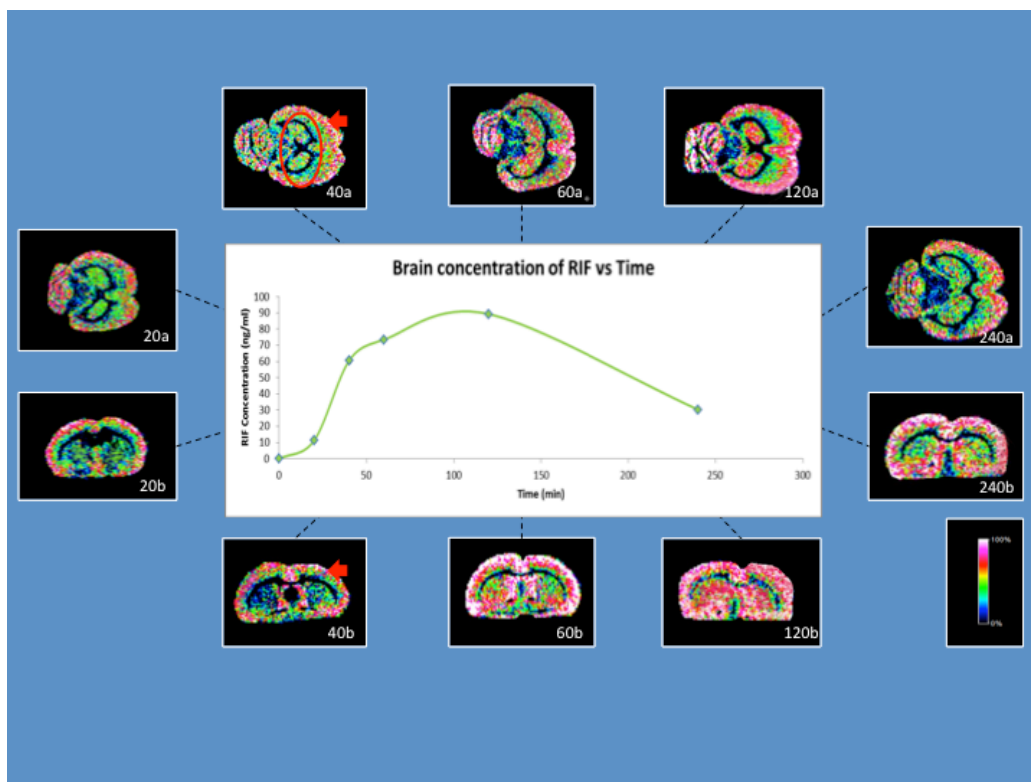 40a
60a
120a
20a
240a
Brain concentration of RIF vs Time
RIF Concentration (ng/ml)
100
90
80
70
60
50
40
30
20
10
0
0
50
100
150
200
250
300
Time (min)
20b
240b
40b
60b
120b
100%
0%